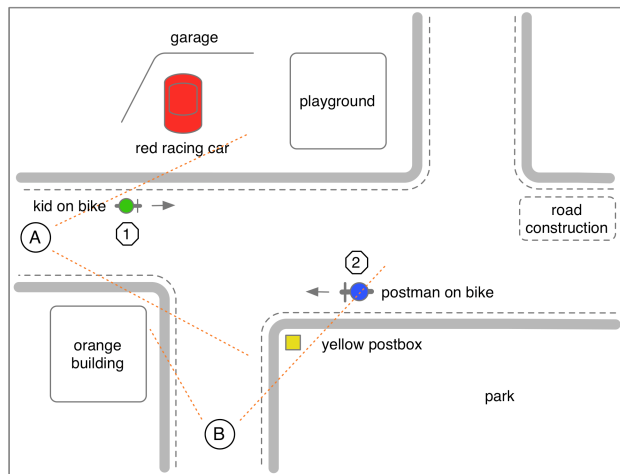 garage
playground
red racing car
kid on bike
1
A
road
construction
2
postman on bike
orange
building
yellow postbox
park
B